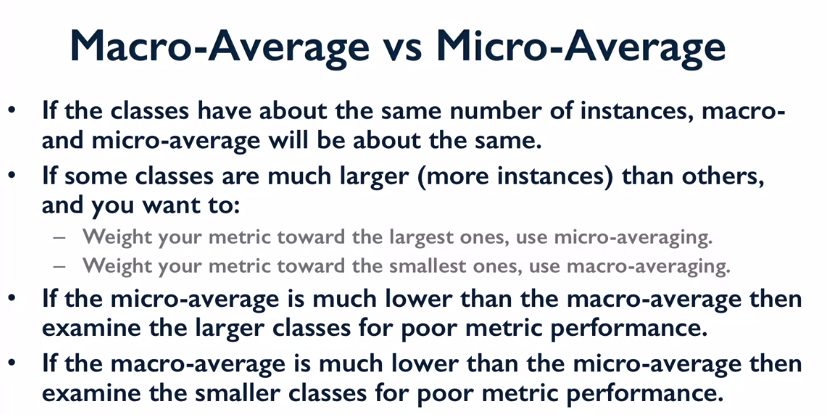 Macro-Average vs Micro-Average
• If the classes have about the same number of instances, macro-
and micro-average will be about the same.
• If some classes are much larger (more instances) than others,
and you want to:
– Weight your metric toward the largest ones, use micro-averaging.
– Weight your metric toward the smallest ones, use macro-averaging.
• If the micro-average is much lower than the macro-average then
examine the larger classes for poor metric performance.
• If the macro-average is much lower than the micro-average then
examine the smaller classes for poor metric performance.